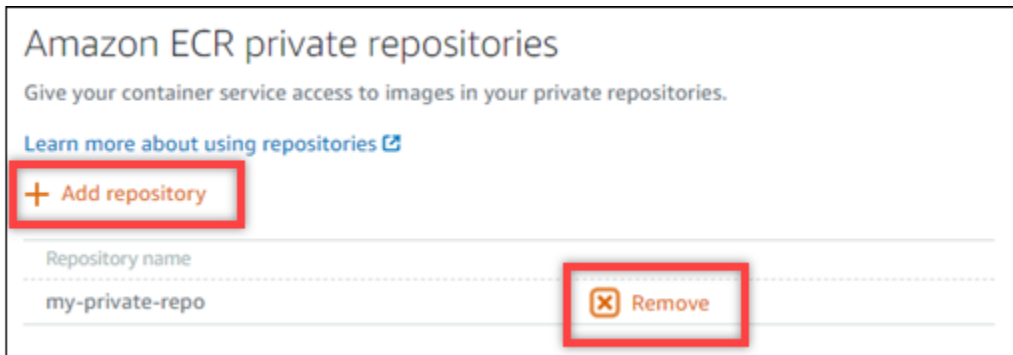 Amazon ECR private repositories
Give your container service access to images in your private repositories.
Learn more about using repositories
+ Add repository
Repository name
my-private-repo Remove